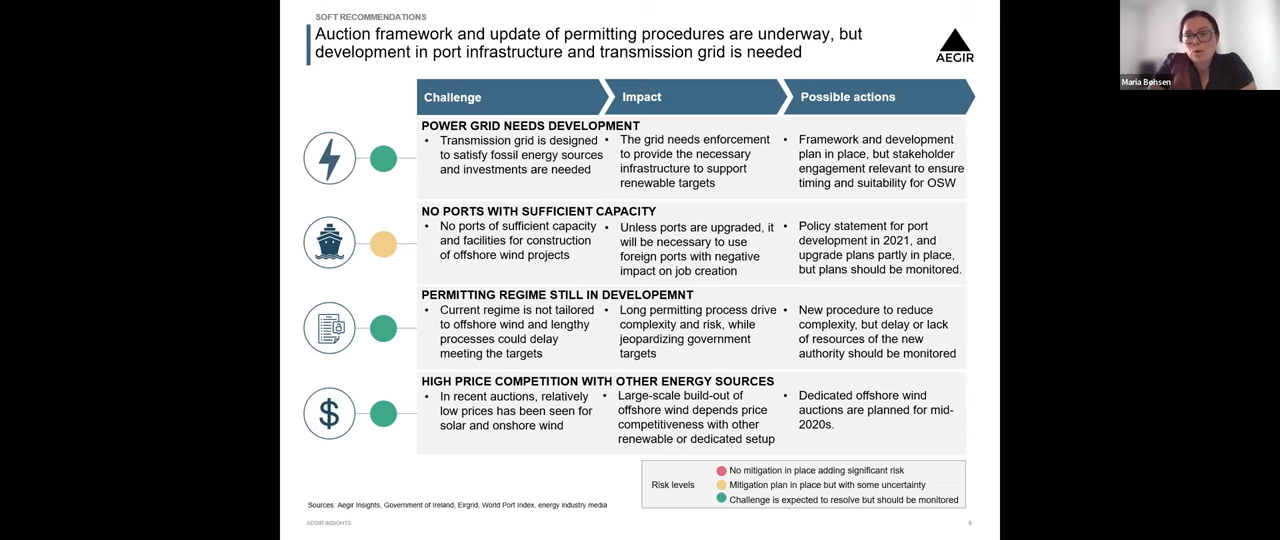 SOFT RECOMMENDATIONS
Auction framework and update of permitting procedures are underway, but
development in port infrastructure and transmission grid is needed
AEGIR
Maria Bøhsen
Challenge
Impact
Possible actions
POWER GRID NEEDS DEVELOPMENT
• Transmission grid is designed
to satisfy fossil energy sources
and investments are needed
• The grid needs enforcement
to provide the necessary
infrastructure to support
renewable targets
• Framework and development
plan in place, but stakeholder
engagement relevant to ensure
timing and suitability for OSW
NO PORTS WITH SUFFICIENT CAPACITY
• No ports of sufficient capacity
and facilities for construction
of offshore wind projects
• Unless ports are upgraded, it
will be necessary to use
foreign ports with negative
impact on job creation
• Policy statement for port
development in 2021, and
upgrade plans partly in place,
but plans should be monitored.
PERMITTING REGIME STILL IN DEVELOPEMNT
• Current regime is not tailored
to offshore wind and lengthy
processes could delay
meeting the targets
• Long permitting process drive
complexity and risk, while
jeopardizing government
targets
• New procedure to reduce
complexity, but delay or lack
of resources of the new
authority should be monitored
HIGH PRICE COMPETITION WITH OTHER ENERGY SOURCES
• In recent auctions, relatively
low prices has been seen for
solar and onshore wind
• Large-scale build-out of
offshore wind depends price
competitiveness with other
renewable or dedicated setup
• Dedicated offshore wind
auctions are planned for mid-
2020s.
Risk levels
No mitigation in place adding significant risk
Mitigation plan in place but with some uncertainty
Challenge is expected to resolve but should be monitored
Sources: Aegir Insights, Government of Ireland, Eirgrid, World Port Index, energy industry media
AEGIR INSIGHTS